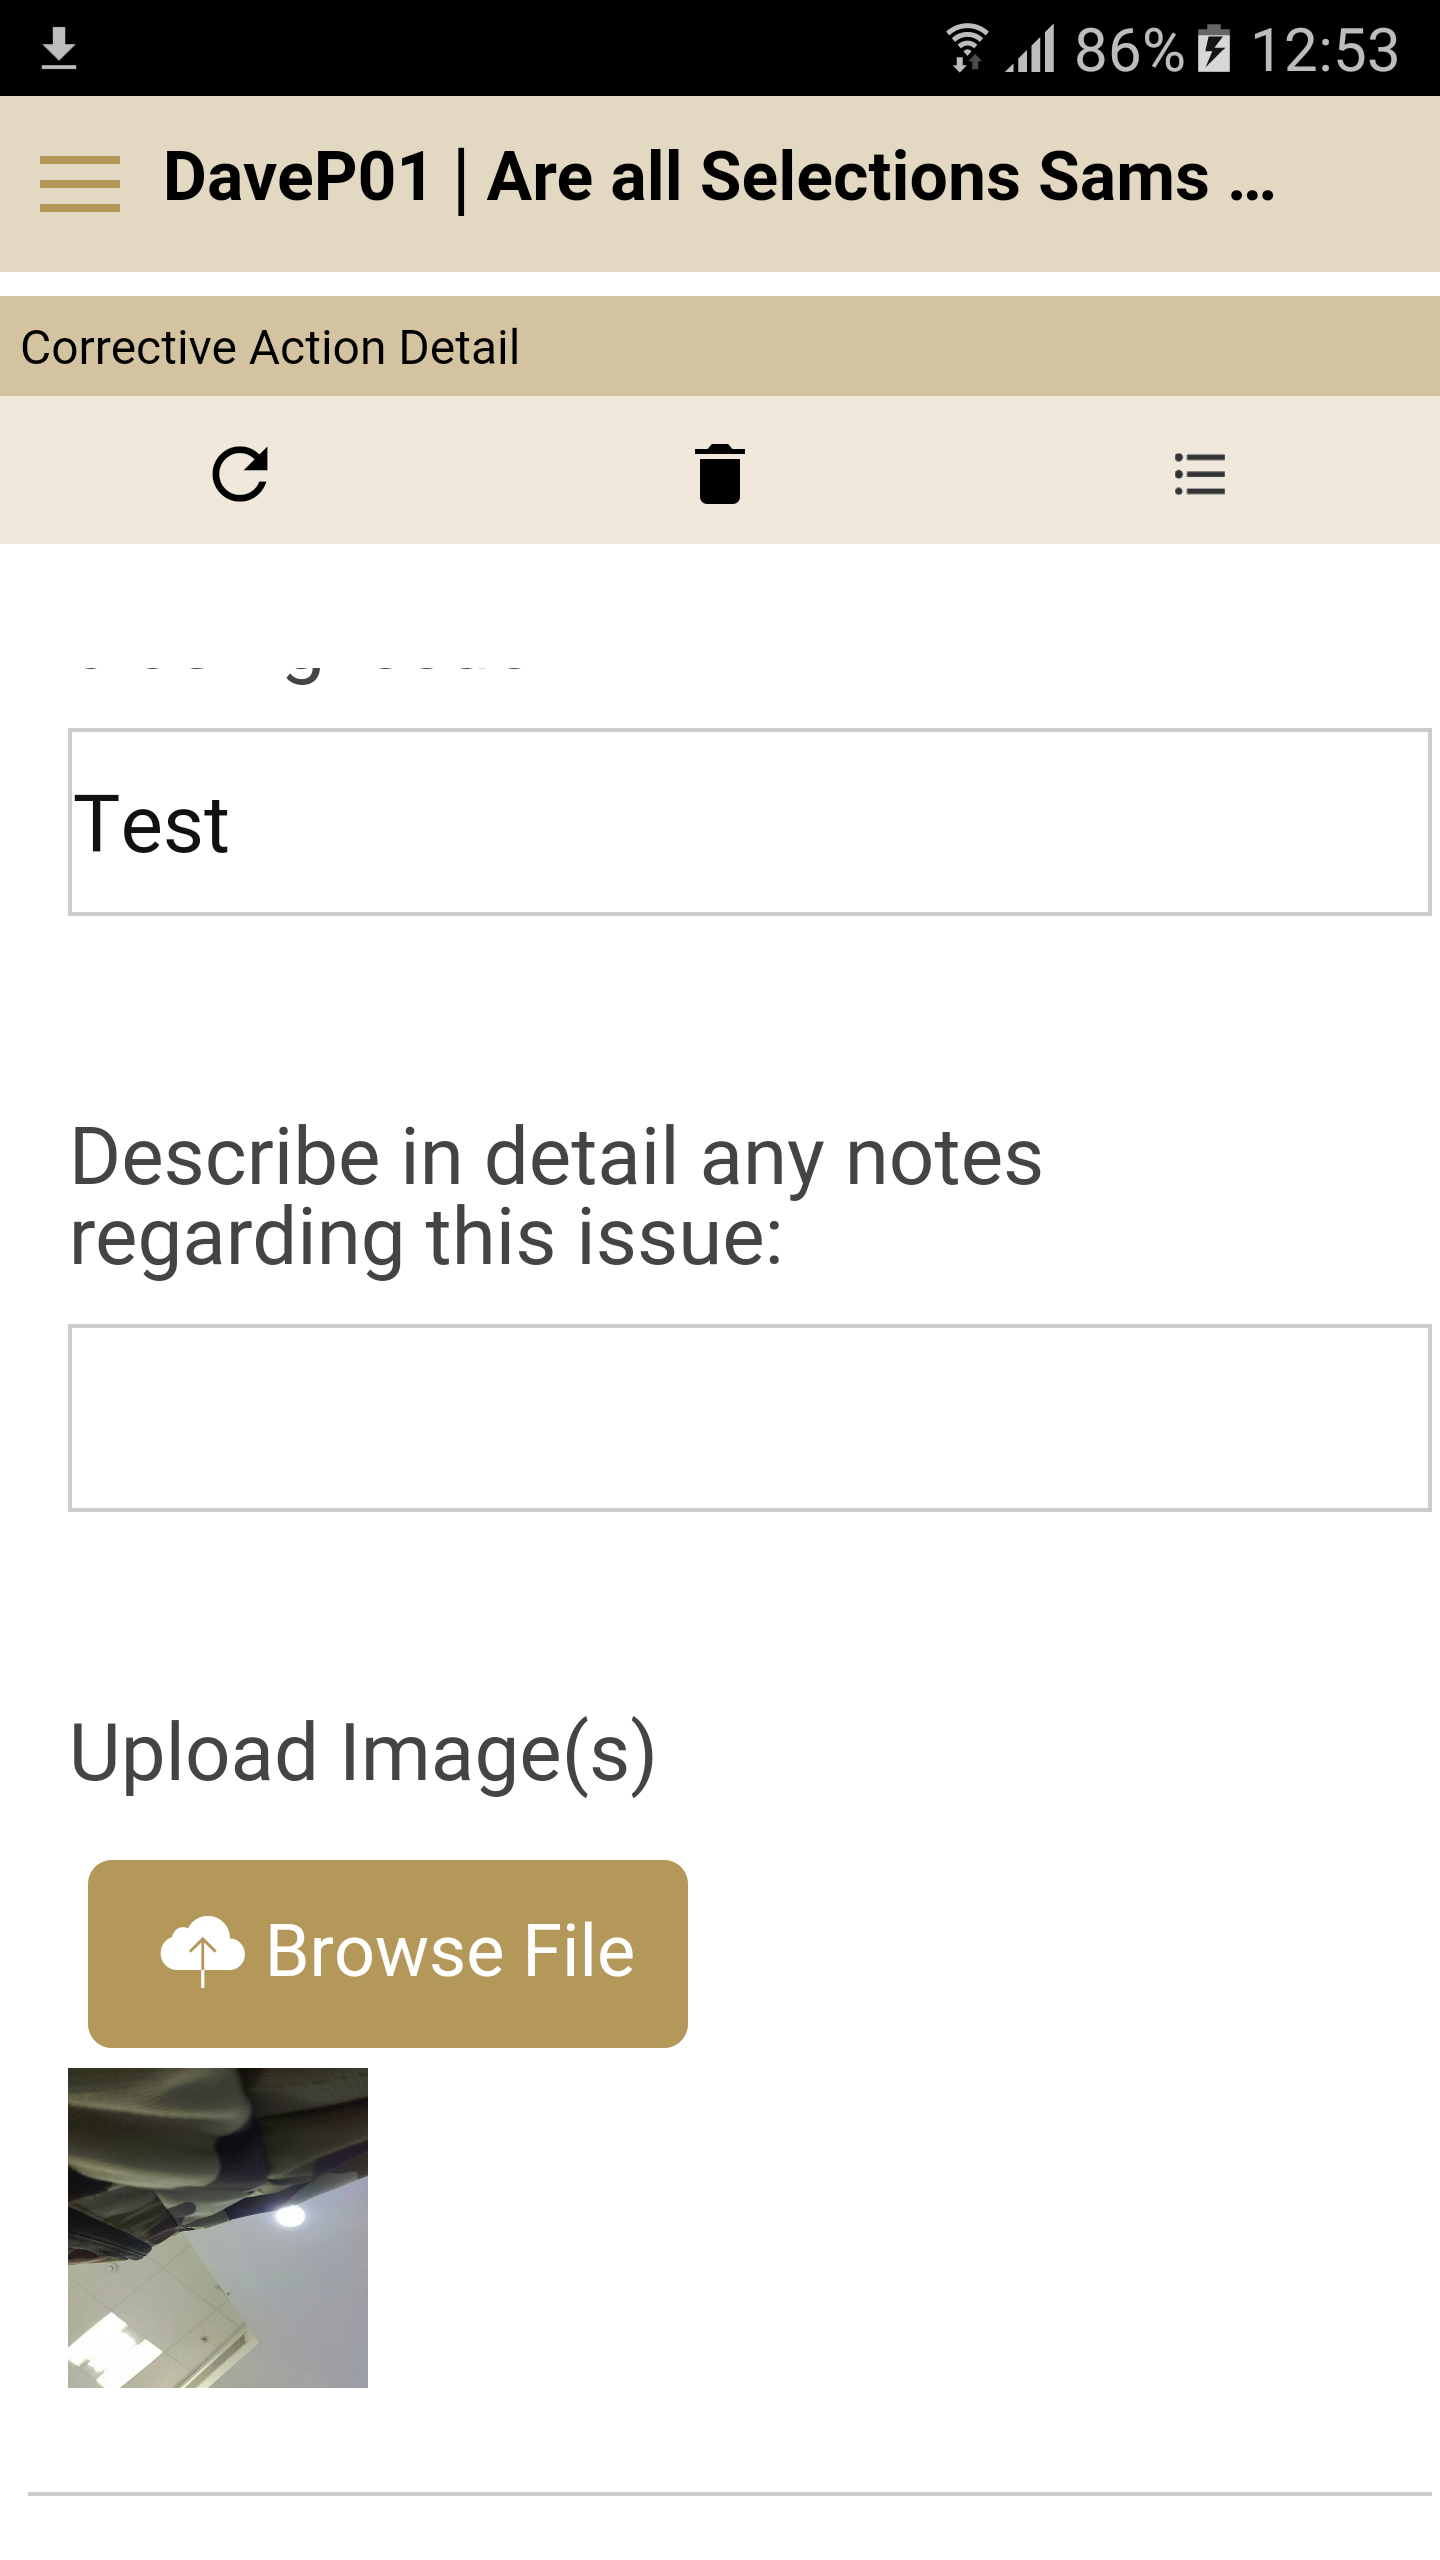 86% 12:53
DaveP01 | Are all Selections Sams ...
Corrective Action Detail
Test
Describe in detail any notes
regarding this issue:
Upload Image(s)
Browse File